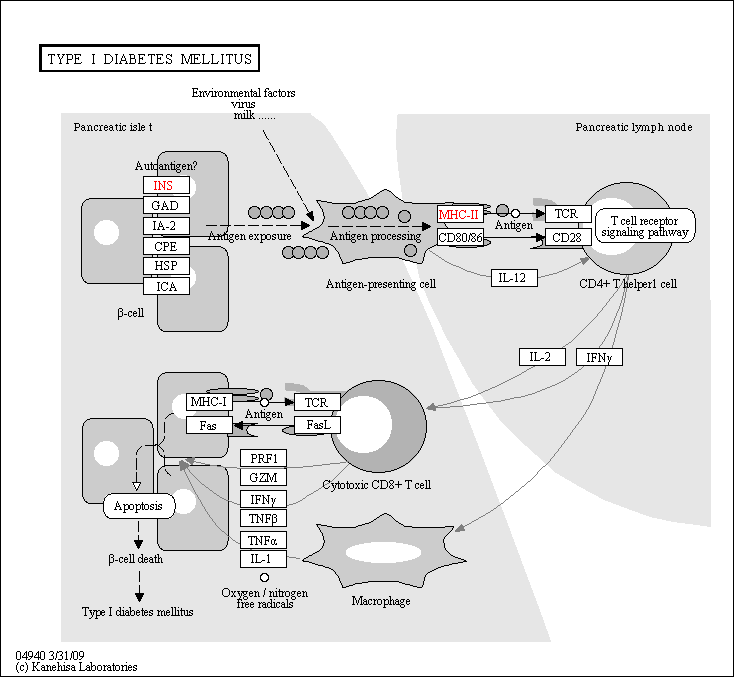 TYPE I DIABETES MELLITUS
Environmental factors
virus
milk ......
Pancreatic islet
Pancreatic lymph node
Autoantigen?
INS
GAD
IA-2
CPE
HSP
ICA
β-cell
Antigen exposure
Antigen processing
Antigen-presenting cell
MHC-II
CD80/86
Antigen
TCR
CD28
T cell receptor
signaling pathway
IL-12
CD4+ T helper1 cell
IL-2
IFNγ
MHC-I
Fas
Antigen
TCR
FasL
PRF1
GZM
IFNγ
TNFβ
TNFα
IL-1
Cytotoxic CD8+ T cell
Apoptosis
β-cell death
Type I diabetes mellitus
Oxygen / nitrogen
free radicals
Macrophage
04940 3/31/09
(c) Kanehisa Laboratories